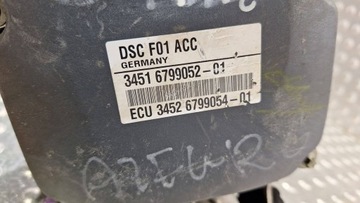 DSC F01 ACC
GERMANY
3451 6799052-01
ECU 3452 6799054-01